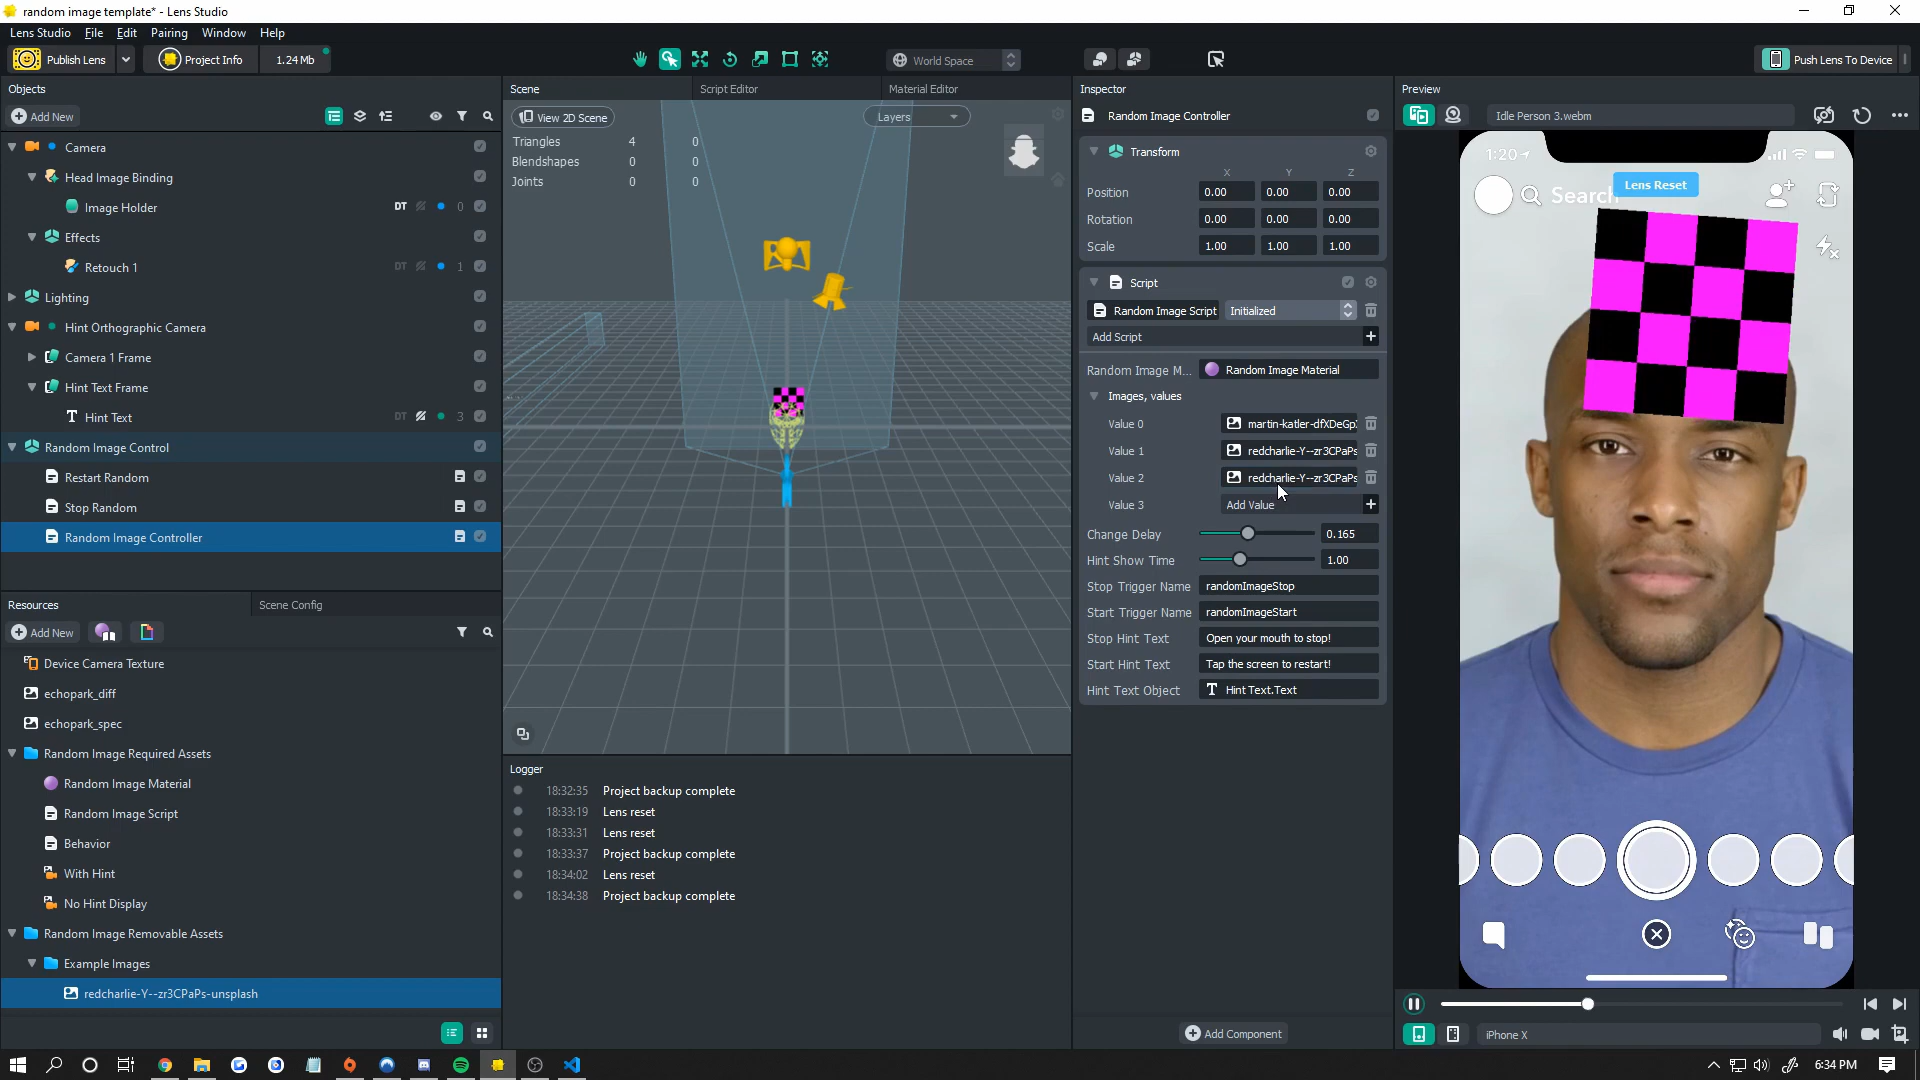 random image template* - Lens Studio
Lens Studio File Edit Pairing Window Help
Publish Lens Project Info 1.24 Mb World Space Push Lens To Device
Objects
Add New
Camera
Head Image Binding
Image Holder DT 0
Effects
Retouch 1 DT 1
Lighting
Hint Orthographic Camera
Camera 1 Frame
Hint Text Frame
Hint Text DT 3
Random Image Control
Restart Random
Stop Random
Random Image Controller
Resources Scene Config
Add New
Device Camera Texture
echopark_diff
echopark_spec
Random Image Required Assets
Random Image Material
Random Image Script
Behavior
With Hint
No Hint Display
Random Image Removable Assets
Example Images
redcharlie-Y--zr3CPaPs-unsplash
Scene Script Editor Material Editor
View 2D Scene Layers
Triangles 4 0
Blendshapes 0 0
Joints 0 0
Logger
18:32:35 Project backup complete
18:33:19 Lens reset
18:33:31 Lens reset
18:33:37 Project backup complete
18:34:02 Lens reset
18:34:38 Project backup complete
Inspector
Random Image Controller
Transform
X Y Z
Position 0.00 0.00 0.00
Rotation 0.00 0.00 0.00
Scale 1.00 1.00 1.00
Script
Random Image Script Initialized
Add Script
Random Image M... Random Image Material
Images, values
Value 0 martin-katler-dfXDeGp
Value 1 redcharlie-Y--zr3CPaPs
Value 2 redcharlie-Y--zr3CPaPs
Value 3 Add Value
Change Delay 0.165
Hint Show Time 1.00
Stop Trigger Name randomImageStop
Start Trigger Name randomImageStart
Stop Hint Text Open your mouth to stop!
Start Hint Text Tap the screen to restart!
Hint Text Object Hint Text.Text
Add Component
Preview
Idle Person 3.webm
1:20
Lens Reset
Search
iPhone X
6:34 PM